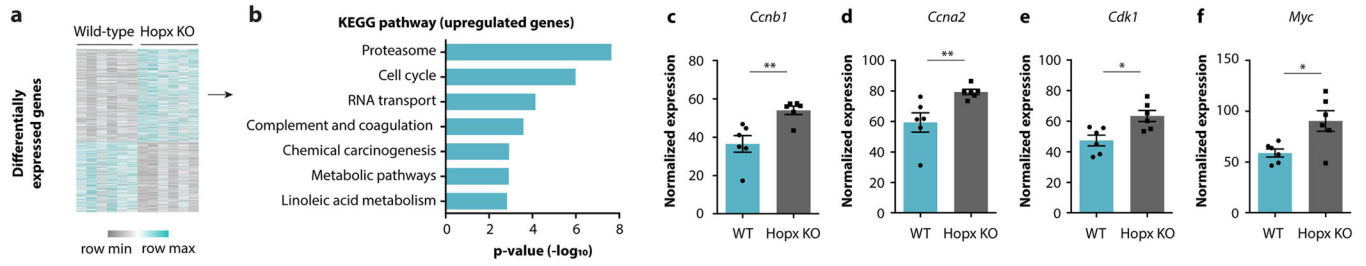 a
Wild-type Hopx KO
Differentially
expressed genes
row min row max
b
KEGG pathway (upregulated genes)
Proteasome
Cell cycle
RNA transport
Complement and coagulation
Chemical carcinogenesis
Metabolic pathways
Linoleic acid metabolism
0 2 4 6 8
p-value (-log₁₀)
c
Ccnb1
Normalized expression
80
60
40
20
0
**
WT Hopx KO
d
Ccna2
Normalized expression
100
80
60
40
20
0
**
WT Hopx KO
e
Cdk1
Normalized expression
100
80
60
40
20
0
*
WT Hopx KO
f
Myc
Normalized expression
150
100
50
0
*
WT Hopx KO